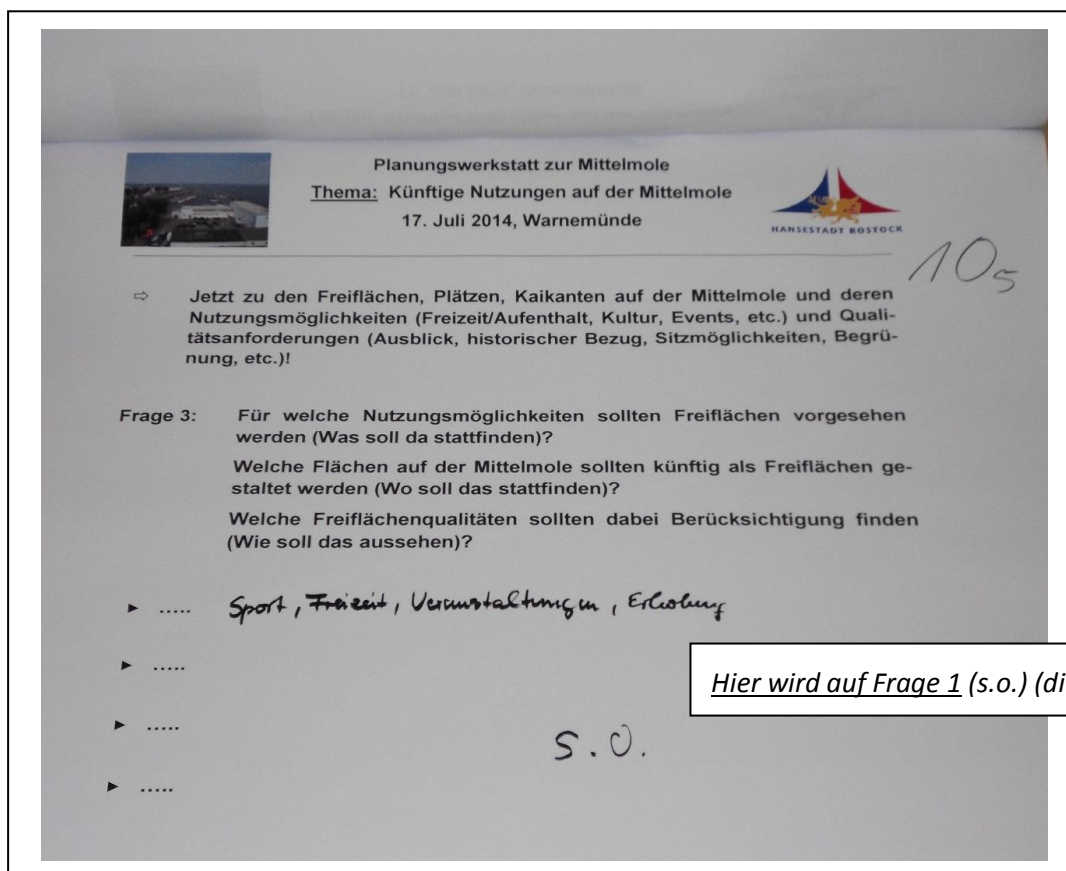 Planungswerkstatt zur Mittelmole
Thema: Künftige Nutzungen auf der Mittelmole
17. Juli 2014, Warnemünde
HANSESTADT ROSTOCK
10 5
⇨ Jetzt zu den Freiflächen, Plätzen, Kaikanten auf der Mittelmole und deren
Nutzungsmöglichkeiten (Freizeit/Aufenthalt, Kultur, Events, etc.) und Quali-
tätsanforderungen (Ausblick, historischer Bezug, Sitzmöglichkeiten, Begrü-
nung, etc.)!
Frage 3: Für welche Nutzungsmöglichkeiten sollten Freiflächen vorgesehen
werden (Was soll da stattfinden)?
Welche Flächen auf der Mittelmole sollten künftig als Freiflächen ge-
staltet werden (Wo soll das stattfinden)?
Welche Freiflächenqualitäten sollten dabei Berücksichtigung finden
(Wie soll das aussehen)?
► ..... Sport, Freizeit, Veranstaltungen, Erholung
► .....
Hier wird auf Frage 1 (s.o.) (di
► .....
s.o.
► .....